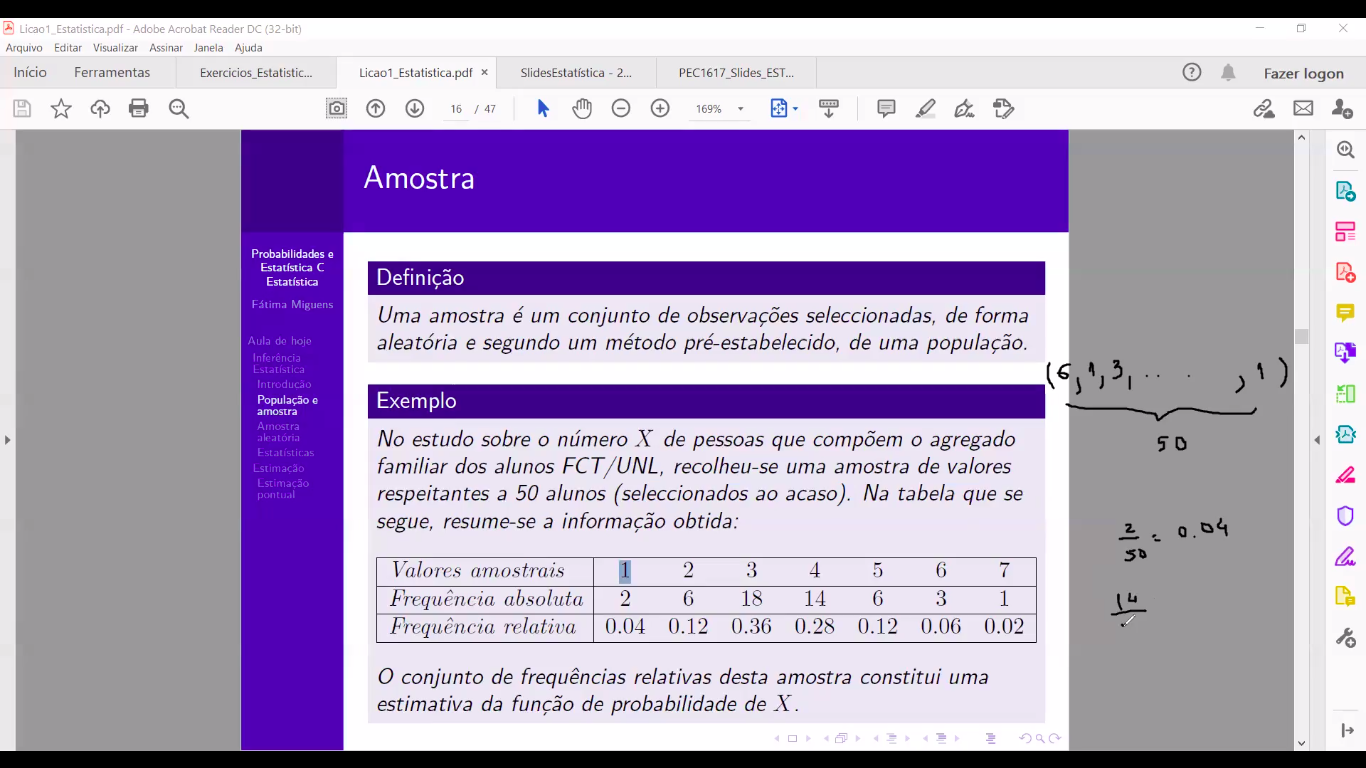 Licao1_Estatistica.pdf - Adobe Acrobat Reader DC (32-bit)
Arquivo Editar Visualizar Assinar Janela Ajuda
Início Ferramentas Exercicios_Estatistic... Licao1_Estatistica.pdf × SlidesEstatística - 2... PEC1617_Slides_EST... Fazer logon
16 / 47 169%
Amostra
Probabilidades e
Estatística C
Estatística
Fátima Miguens
Aula de hoje
Inferência
Estatística
Introdução
População e
amostra
Amostra
aleatória
Estatísticas
Estimação
Estimação
pontual
Definição
Uma amostra é um conjunto de observações seleccionadas, de forma
aleatória e segundo um método pré-estabelecido, de uma população.
Exemplo
No estudo sobre o número X de pessoas que compõem o agregado
familiar dos alunos FCT/UNL, recolheu-se uma amostra de valores
respeitantes a 50 alunos (seleccionados ao acaso). Na tabela que se
segue, resume-se a informação obtida:
Valores amostrais 1 2 3 4 5 6 7
Frequência absoluta 2 6 18 14 6 3 1
Frequência relativa 0.04 0.12 0.36 0.28 0.12 0.06 0.02
O conjunto de frequências relativas desta amostra constitui uma
estimativa da função de probabilidade de X.
(6,1,3,... . ,1)
50
2/50 = 0.04
14